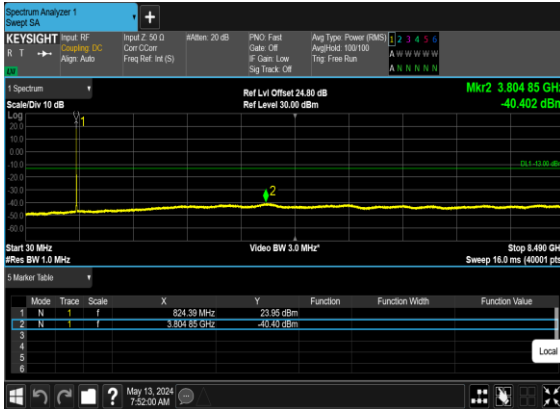 Spectrum Analyzer 1
Swept SA
+
KEYSIGHT
R T
LV
Input: RF
Coupling: DC
Align: Auto
Input Z: 50 Ω
Corr CCorr
Freq Ref: Int (S)
#Atten: 20 dB
PNO: Fast
Gate: Off
IF Gain: Low
Sig Track: Off
Avg Type: Power (RMS)
Avg|Hold: 100/100
Trig: Free Run
1 2 3 4 5 6
A W W W W W
A N N N N N
1 Spectrum
Scale/Div 10 dB
Ref Lvl Offset 24.80 dB
Ref Level 30.00 dBm
Mkr2 3.804 85 GHz
-40.402 dBm
Log
20.0
10.0
0.00
-10.0
-20.0
-30.0
-40.0
-50.0
-60.0
1
2
DL1 -13.00 dBm
Start 30 MHz
#Res BW 1.0 MHz
Video BW 3.0 MHz*
Stop 8.490 GHz
Sweep 16.0 ms (40001 pts)
5 Marker Table
Mode Trace Scale X Y Function Function Width Function Value
1 N 1 f 824.39 MHz 23.95 dBm
2 N 1 f 3.804 85 GHz -40.40 dBm
3
4
5
6
Local
?
May 13, 2024
7:52:00 AM